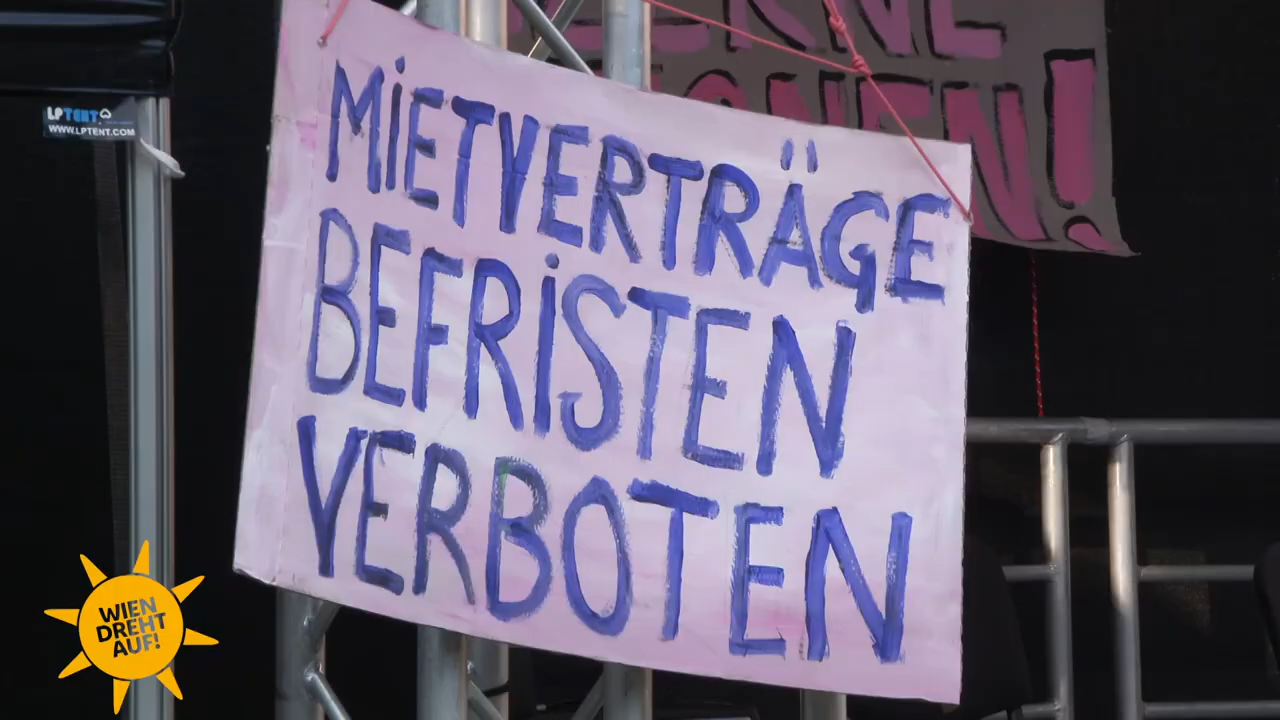 LPTENT
WWW.LPTENT.COM
MIETVERTRÄGE
BEFRISTEN
VERBOTEN
WIEN
DREHT
AUF!